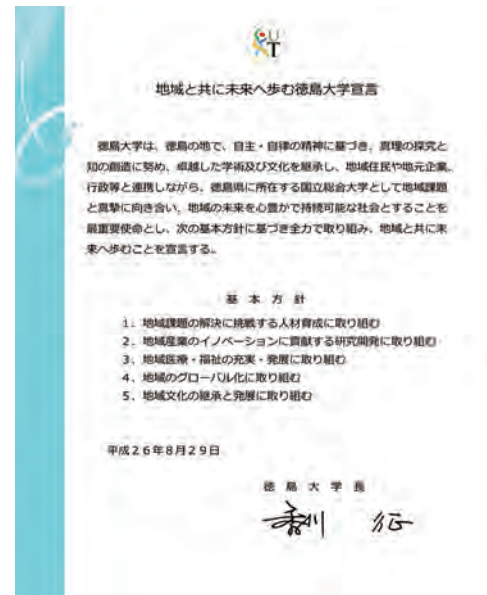 UT
地域と共に未来へ歩む徳島大学宣言
徳島大学は、徳島の地で、自主・自律の精神に基づき、真理の探究と
知の創造に努め、卓越した学術及び文化を継承し、地域住民や地元企業、
行政等と連携しながら、徳島県に所在する国立総合大学として地域課題
と真摯に向き合い、地域の未来を心豊かで持続可能な社会とすることを
最重要使命とし、次の基本方針に基づき全力で取り組み、地域と共に未
来へ歩むことを宣言する。
基本方針
1.地域課題の解決に挑戦する人材育成に取り組む
2.地域産業のイノベーションに貢献する研究開発に取り組む
3.地域医療・福祉の充実・発展に取り組む
4.地域のグローバル化に取り組む
5.地域文化の継承と発展に取り組む
平成26年8月29日
徳島大学長
香川 征